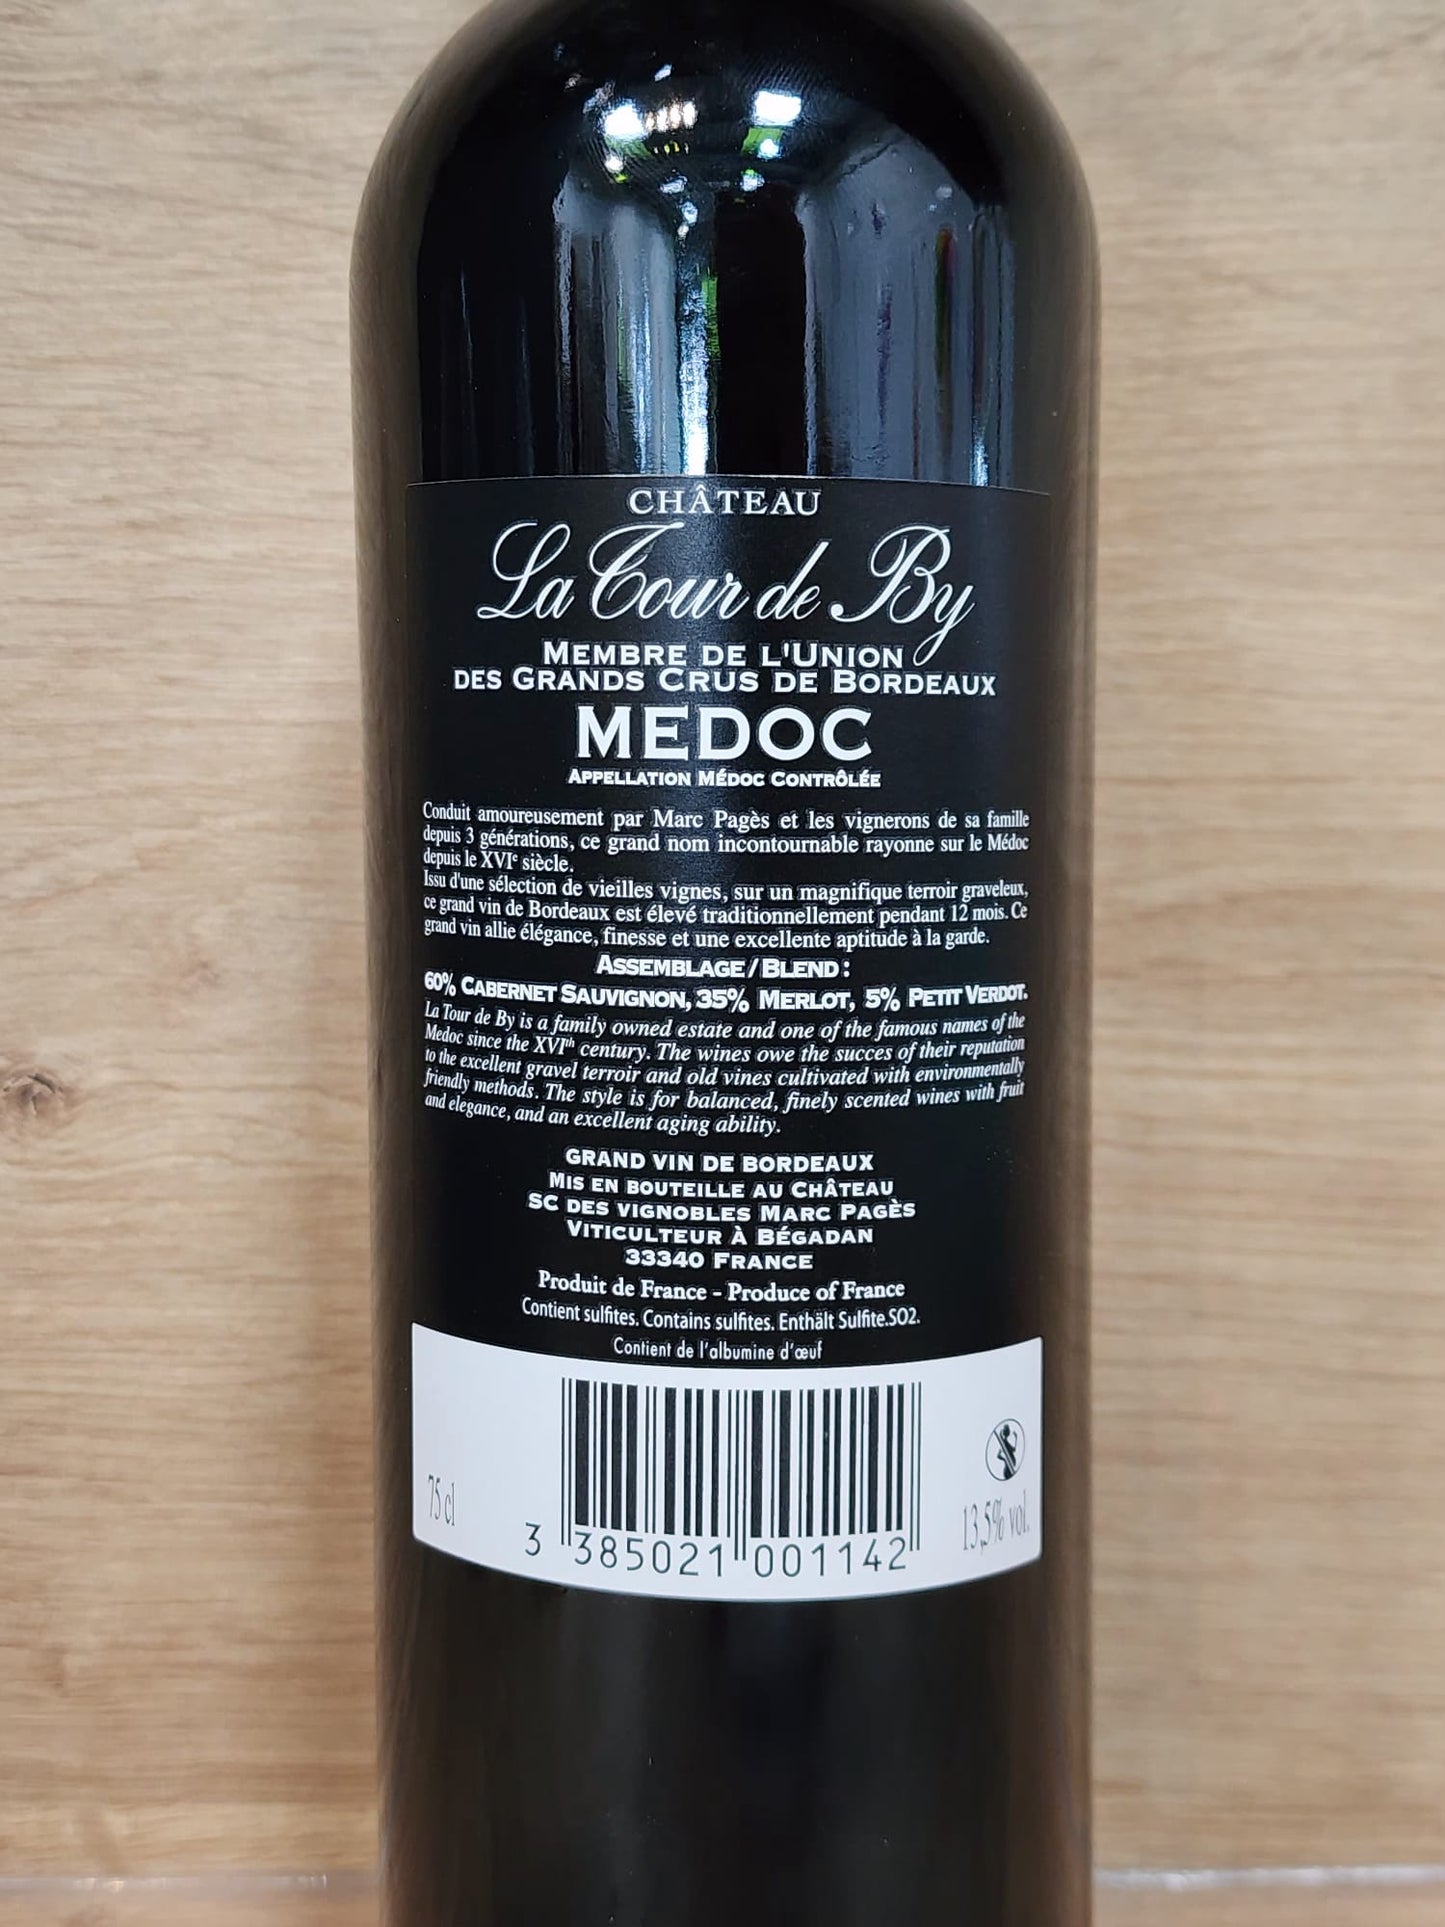 CHÂTEAU
La Tour de By
MEMBRE DE L'UNION
DES GRANDS CRUS DE BORDEAUX
MEDOC
APPELLATION MÉDOC CONTRÔLÉE
Conduit amoureusement par Marc Pagès et les vignerons de sa famille
depuis 3 générations, ce grand nom incontournable rayonne sur le Médoc
depuis le XVIe siècle.
Issu d'une sélection de vieilles vignes, sur un magnifique terroir graveleux,
ce grand vin de Bordeaux est élevé traditionnellement pendant 12 mois. Ce
grand vin allie élégance, finesse et une excellente aptitude à la garde.
ASSEMBLAGE/BLEND:
60% CABERNET SAUVIGNON, 35% MERLOT, 5% PETIT VERDOT.
La Tour de By is a family owned estate and one of the famous names of the
Medoc since the XVIth century. The wines owe the succes of their reputation
to the excellent gravel terroir and old vines cultivated with environmentally
friendly methods. The style is for balanced, finely scented wines with fruit
and elegance, and an excellent aging ability.
GRAND VIN DE BORDEAUX
MIS EN BOUTEILLE AU CHÂTEAU
SC DES VIGNOBLES MARC PAGÈS
VITICULTEUR À BÉGADAN
33340 FRANCE
Produit de France - Produce of France
Contient sulfites. Contains sulfites. Enthält Sulfite.SO2.
Contient de l'albumine d'œuf
75 cl
13,5% vol.
3 385021 001142